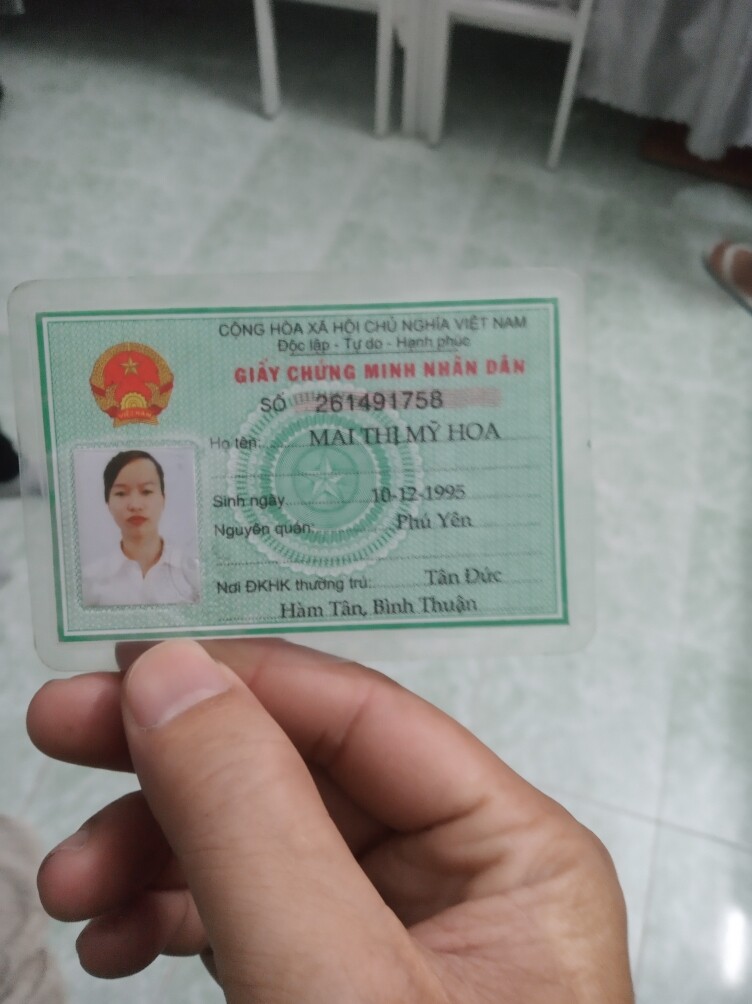 CỘNG HÒA XÃ HỘI CHỦ NGHĨA VIỆT NAM
Độc lập - Tự do - Hạnh phúc
GIẤY CHỨNG MINH NHÂN DÂN
SỐ 261491758
Họ tên: MAI THỊ MỸ HOA
Sinh ngày 10-12-1995
Nguyên quán: Phú Yên
Nơi ĐKHK thường trú: Tân Đức
Hàm Tân, Bình Thuận
VIỆT NAM